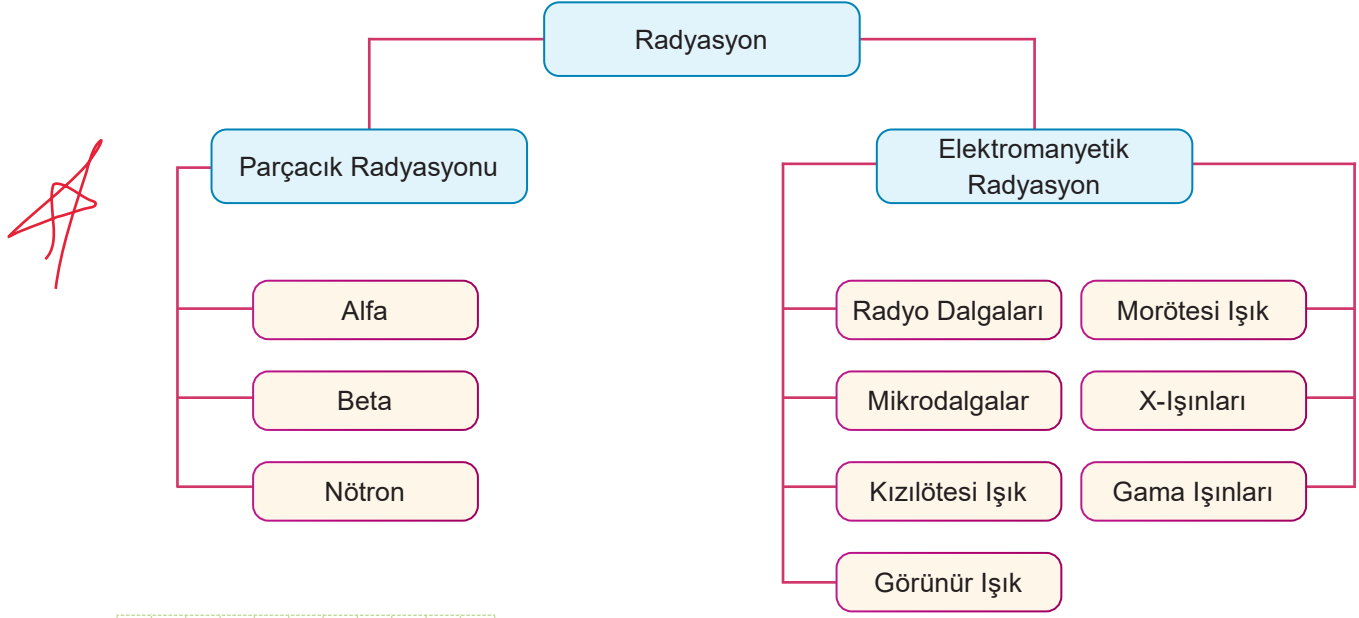 Radyasyon
Parçacık Radyasyonu
Alfa
Beta
Nötron
Elektromanyetik
Radyasyon
Radyo Dalgaları
Mikrodalgalar
Kızılötesi Işık
Görünür Işık
Morötesi Işık
X-Işınları
Gama Işınları